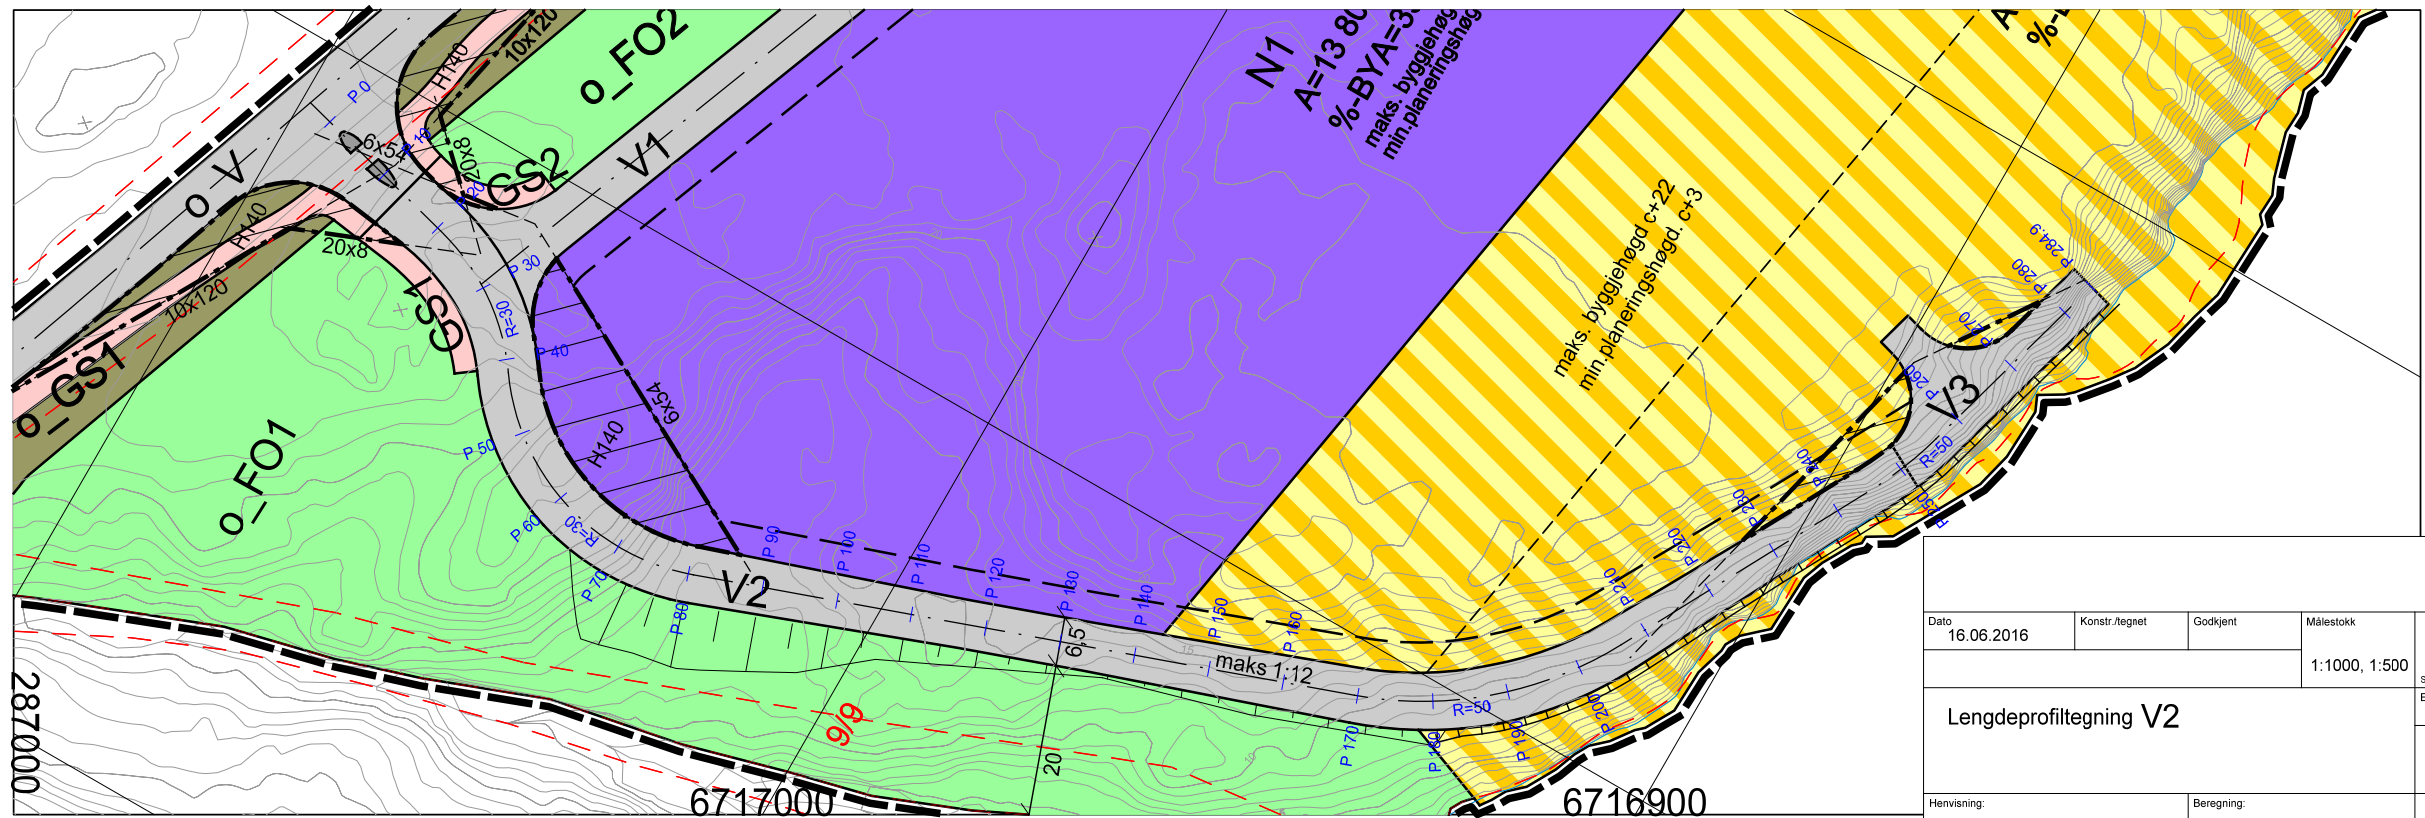 P 0
H140
10x120
o_FO2
N1
A=13 80
%-BYA=3
maks. byggjehøg
min.planeringshøg
%-
6x54
P 10
20x8
P 20
GS2
V1
o V
H140
20x8
10x120
GS1
o_GS1
o_FO1
P 30
R=30
P 40
6x54
H140
P 50
P 60
R=30
P 70
P 80
V2
P 90
P 100
P 110
P 120
P 130
P 140
P 150
P 160
6,5
maks 1:12
15
20
10
9/9
P 170
P 180
R=50
P 190
P 200
P 210
P 220
P 230
P 240
P 250
R=50
V3
P 260
P 270
P 280
P 284.9
maks. byggjehøgd c+22
min.planeringshøgd. c+3
287000
6717000
6716900
Dato
16.06.2016
Konstr./tegnet
Godkjent
Målestokk
1:1000, 1:500
Lengdeprofiltegning V2
Henvisning:
Beregning: